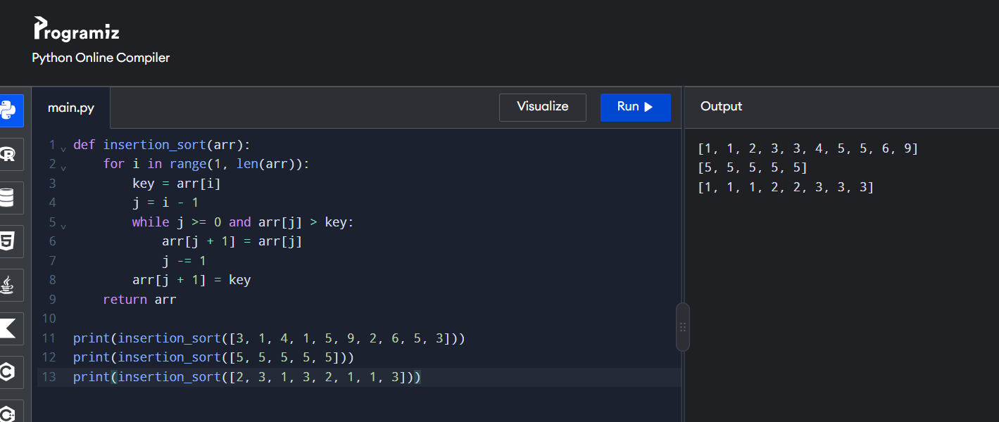 Programiz
Python Online Compiler
main.py
Visualize
Run
Output
1 def insertion_sort(arr):
2     for i in range(1, len(arr)):
3         key = arr[i]
4         j = i - 1
5         while j >= 0 and arr[j] > key:
6             arr[j + 1] = arr[j]
7             j -= 1
8         arr[j + 1] = key
9     return arr
10
11 print(insertion_sort([3, 1, 4, 1, 5, 9, 2, 6, 5, 3]))
12 print(insertion_sort([5, 5, 5, 5, 5]))
13 print(insertion_sort([2, 3, 1, 3, 2, 1, 1, 3]))
[1, 1, 2, 3, 3, 4, 5, 5, 6, 9]
[5, 5, 5, 5, 5]
[1, 1, 1, 2, 2, 3, 3, 3]